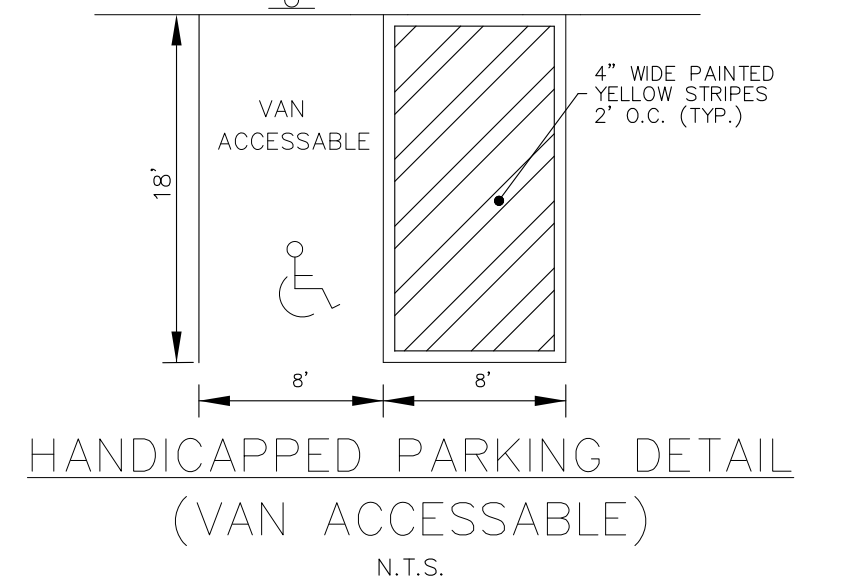 4” WIDE PAINTED
YELLOW STRIPES
2’ O.C. (TYP.)
VAN
ACCESSABLE
18’
8’
8’
HANDICAPPED PARKING DETAIL
(VAN ACCESSABLE)
N.T.S.